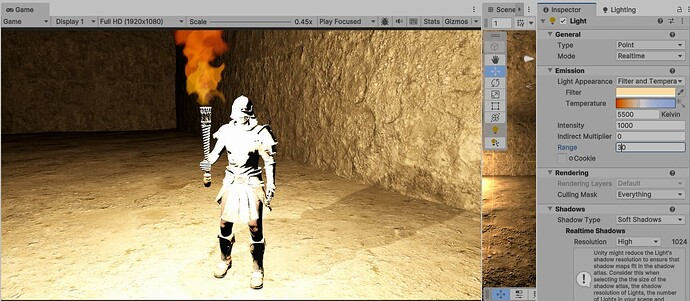 Game
Game
Display 1
Full HD (1920x1080)
Scale
0.45x
Play Focused
Stats
Gizmos
Scene
1
Inspector
Lighting
Light
General
Type
Point
Mode
Realtime
Emission
Light Appearance
Filter and Tempera
Filter
Temperature
5500
Kelvin
Intensity
1000
Indirect Multiplier
0
Range
30
Cookie
Rendering
Rendering Layers
Default
Culling Mask
Everything
Shadows
Shadow Type
Soft Shadows
Realtime Shadows
Resolution
High
1024
Unity might reduce the Light's
shadow resolution to ensure that
shadow maps fit in the shadow
atlas. Consider this when
selecting the the size of the
shadow atlas, the shadow
resolution of Lights, the number
of Lights in your scene and